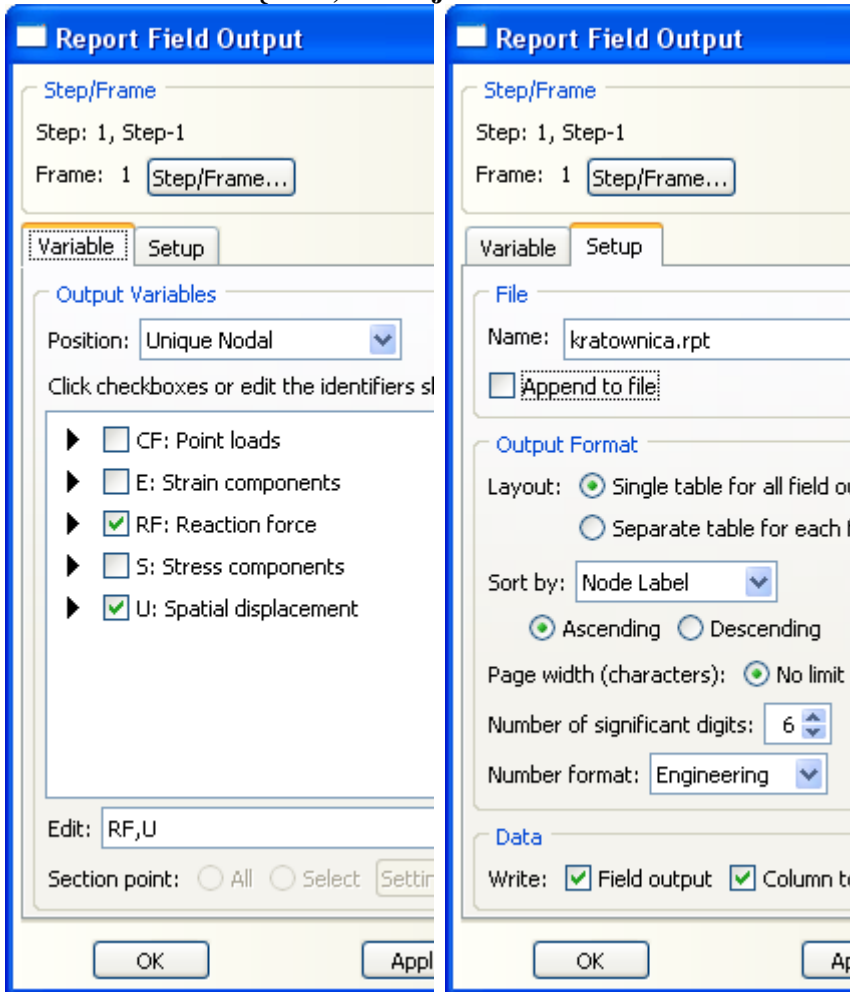 Report Field Output
Step/Frame
Step: 1, Step-1
Frame: 1 Step/Frame...
Variable Setup
Output Variables
Position: Unique Nodal
Click checkboxes or edit the identifiers
CF: Point loads
E: Strain components
RF: Reaction force
S: Stress components
U: Spatial displacement
Edit: RF,U
Section point: All Select
OK Appl
Report Field Output
Step/Frame
Step: 1, Step-1
Frame: 1 Step/Frame...
Variable Setup
File
Name: kratownica.rpt
Append to file
Output Format
Layout: Single table for all field
Separate table for each
Sort by: Node Label
Ascending Descending
Page width (characters): No limit
Number of significant digits: 6
Number format: Engineering
Data
Write: Field output Column
OK